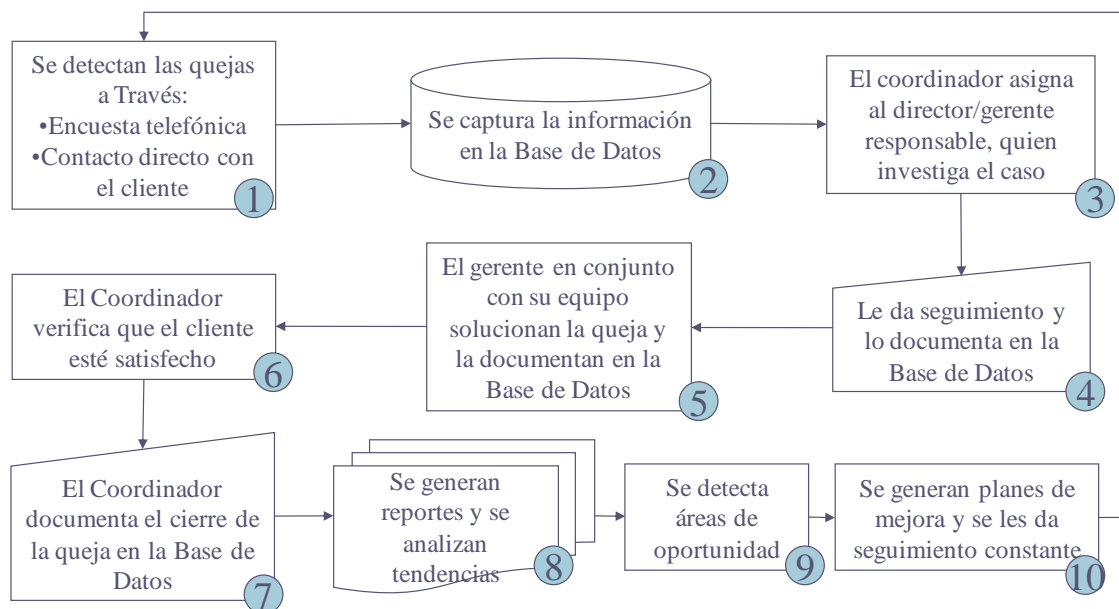 Se detectan las quejas
a Través:
•Encuesta telefónica
•Contacto directo con
el cliente
1
Se captura la información
en la Base de Datos
2
El coordinador asigna
al director/gerente
responsable, quien
investiga el caso
3
Le da seguimiento y
lo documenta en la
Base de Datos
4
El gerente en conjunto
con su equipo
solucionan la queja y
la documentan en la
Base de Datos
5
El Coordinador
verifica que el cliente
esté satisfecho
6
El Coordinador
documenta el cierre de
la queja en la Base de
Datos
7
Se generan
reportes y se
analizan
tendencias
8
Se detecta
áreas de
oportunidad
9
Se generan planes de
mejora y se les da
seguimiento constante
10